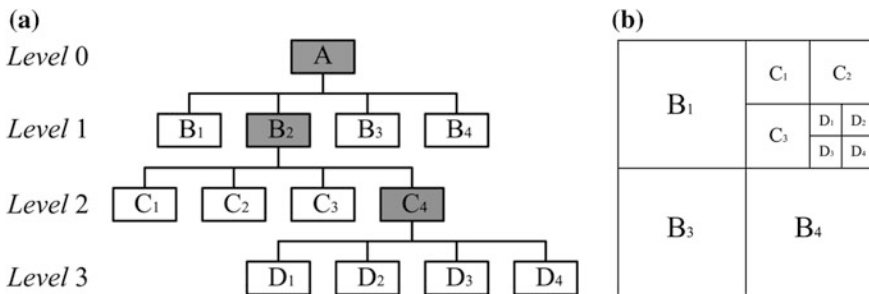 (a)
Level 0 A
Level 1 B1 B2 B3 B4
Level 2 C1 C2 C3 C4
Level 3 D1 D2 D3 D4
(b)
B1 C1 C2
C3 D1 D2
D3 D4
B3 B4